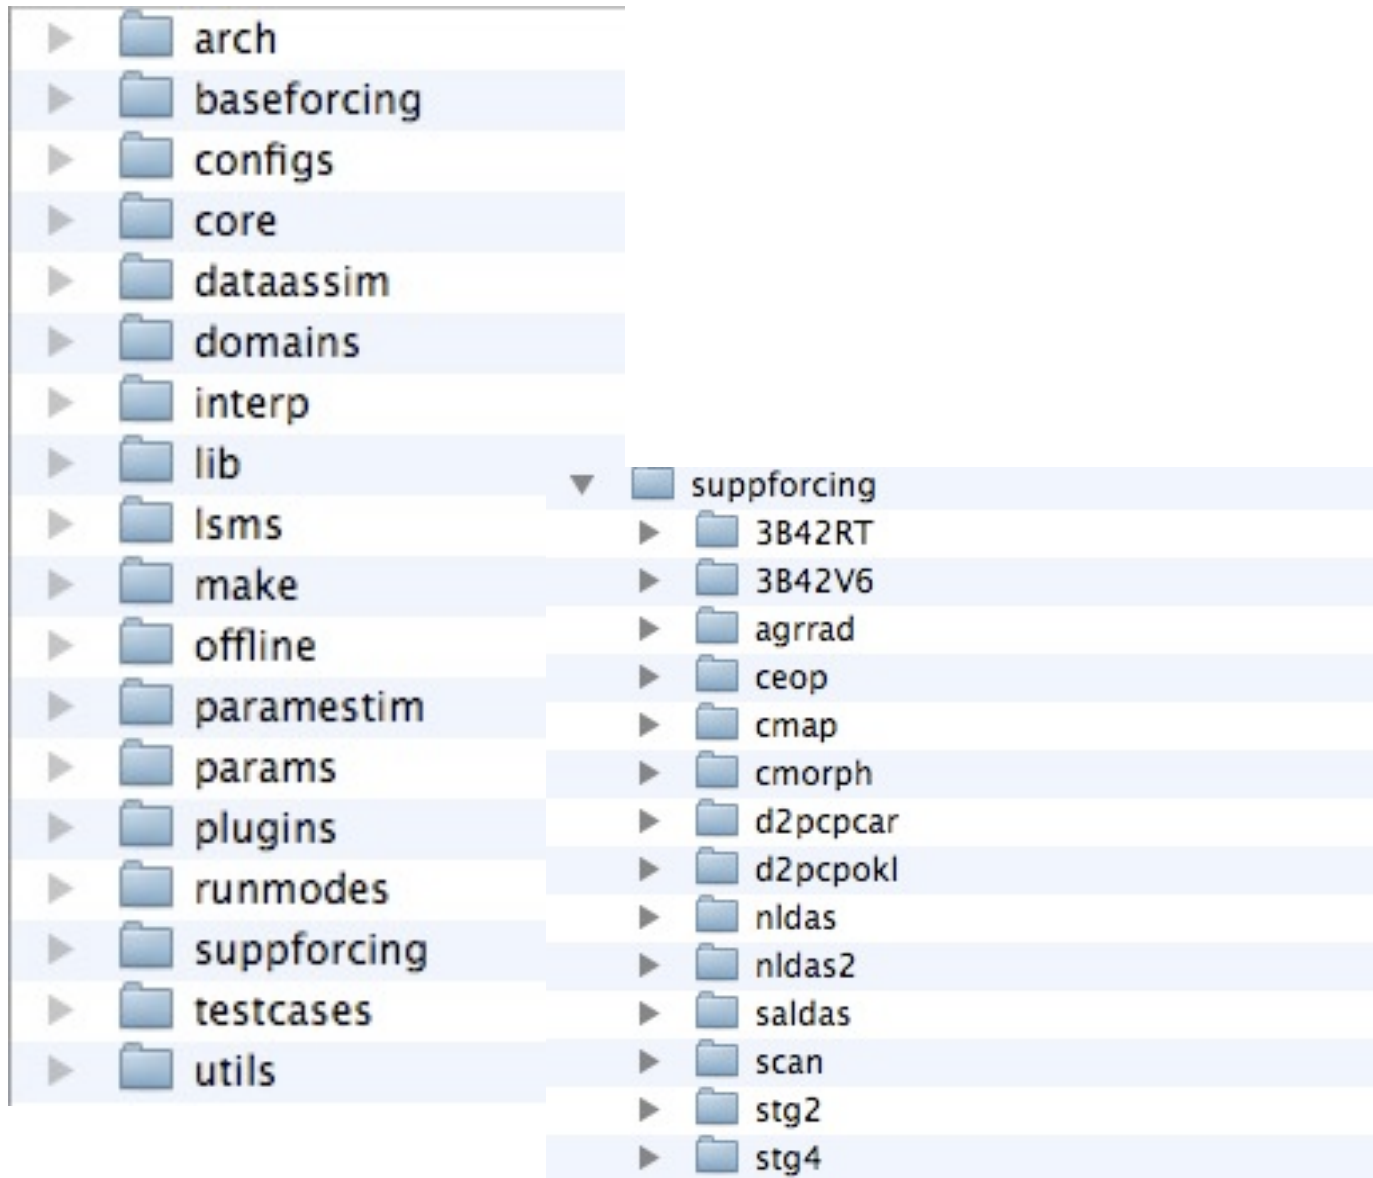 arch
baseforcing
configs
core
dataassim
domains
interp
lib
lsms
make
offline
paramestim
params
plugins
runmodes
suppforcing
testcases
utils
suppforcing
3B42RT
3B42V6
agrrad
ceop
cmap
cmorph
d2pcpcar
d2pcpokl
nldas
nldas2
saldas
scan
stg2
stg4